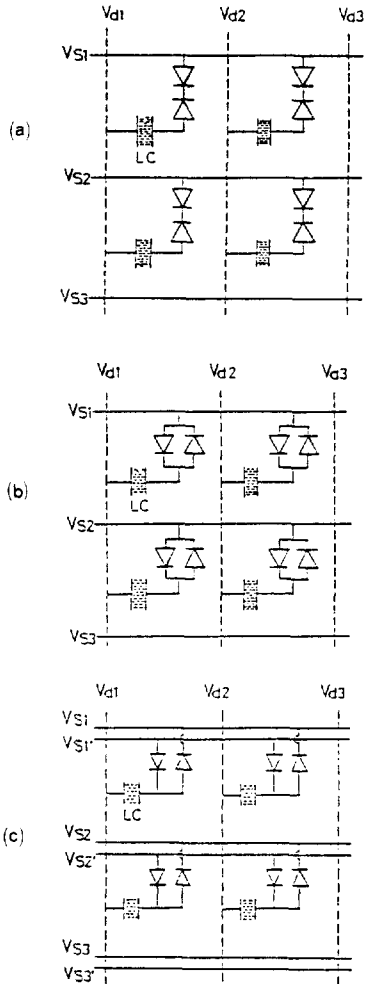 Vd1 Vd2 Vd3
VS1
(a)
LC
VS2
VS3
Vd1 Vd2 Vd3
VS1
(b)
LC
VS2
VS3
Vd1 Vd2 Vd3
VS1
VS1'
LC
(c)
VS2
VS2'
VS3
VS3'